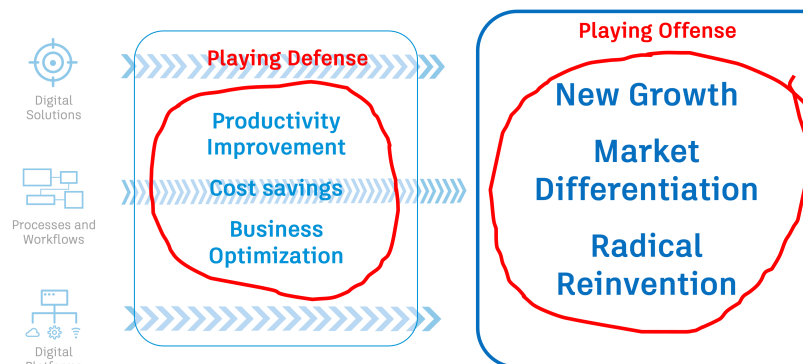 Playing Defense
Playing Offense
Digital
Solutions
Productivity
Improvement
New Growth
Processes and
Workflows
Cost savings
Market
Differentiation
Business
Optimization
Radical
Reinvention
Digital
Platforms